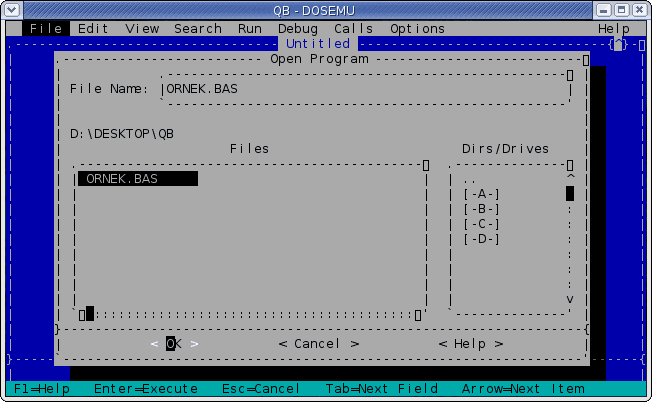 QB - DOSEMU
File Edit View Search Run Debug Calls Options Help
Untitled
Open Program
File Name: ORNEK.BAS
D:\DESKTOP\QB
Files Dirs/Drives
ORNEK.BAS ..
[-A-]
[-B-]
[-C-]
[-D-]
< OK > < Cancel > < Help >
F1=Help Enter=Execute Esc=Cancel Tab=Next Field Arrow=Next Item